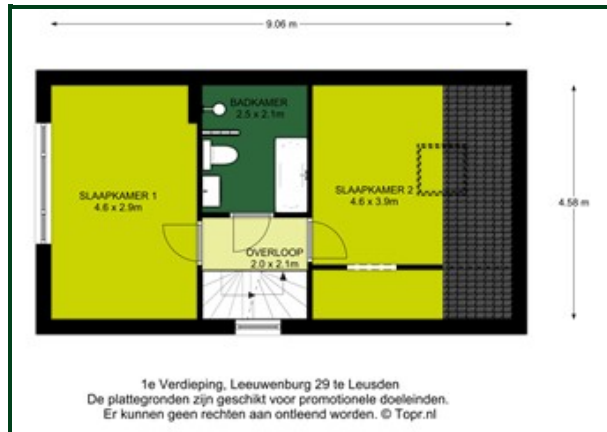 9.06 m
BADKAMER
2.5 x 2.1m
SLAAPKAMER 1
4.6 x 2.9m
SLAAPKAMER 2
4.6 x 3.9m
4.58 m
OVERLOOP
2.0 x 2.1m
1e Verdieping, Leeuwenburg 29 te Leusden
De plattegronden zijn geschikt voor promotionele doeleinden.
Er kunnen geen rechten aan ontleend worden. © Topr.nl